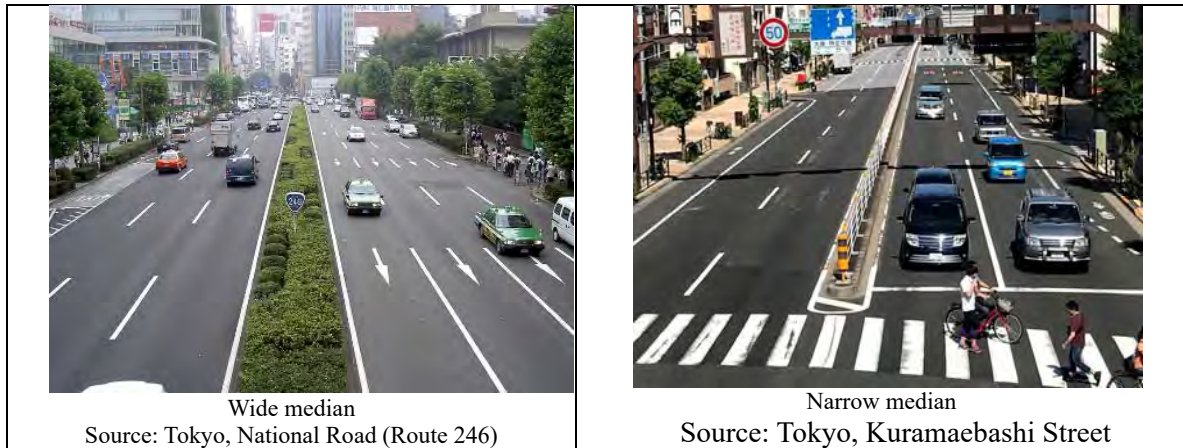 246
Wide median
Source: Tokyo, National Road (Route 246)
50
Narrow median
Source: Tokyo, Kuramaebashi Street